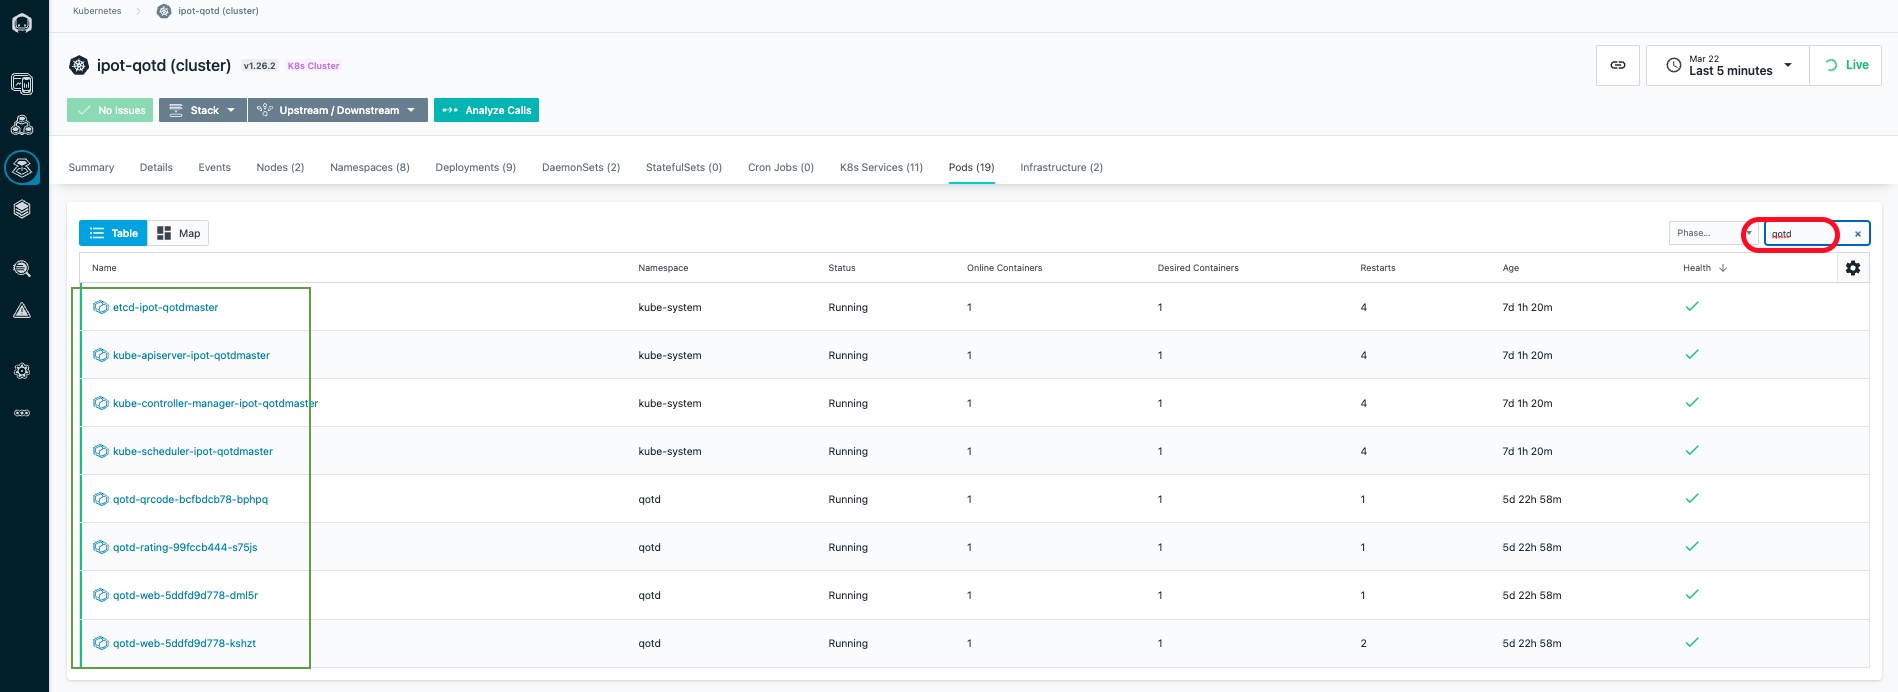 Kubernetes ipot-qotd (cluster)
ipot-qotd (cluster) v1.26.2 K8s Cluster
Mar 22
Last 5 minutes
Live
No Issues Stack Upstream / Downstream Analyze Calls
Summary Details Events Nodes (2) Namespaces (8) Deployments (9) DaemonSets (2) StatefulSets (0) Cron Jobs (0) K8s Services (11) Pods (19) Infrastructure (2)
Table Map Phase... qotd
Name Namespace Status Online Containers Desired Containers Restarts Age Health
etcd-ipot-qotdmaster kube-system Running 1 1 4 7d 1h 20m
kube-apiserver-ipot-qotdmaster kube-system Running 1 1 4 7d 1h 20m
kube-controller-manager-ipot-qotdmaster kube-system Running 1 1 4 7d 1h 20m
kube-scheduler-ipot-qotdmaster kube-system Running 1 1 4 7d 1h 20m
qotd-qrcode-bcfbdcb78-bphpq qotd Running 1 1 1 5d 22h 58m
qotd-rating-99fccb444-s75js qotd Running 1 1 1 5d 22h 58m
qotd-web-5ddfd9d778-dml5r qotd Running 1 1 1 5d 22h 58m
qotd-web-5ddfd9d778-kshzt qotd Running 1 1 2 5d 22h 58m